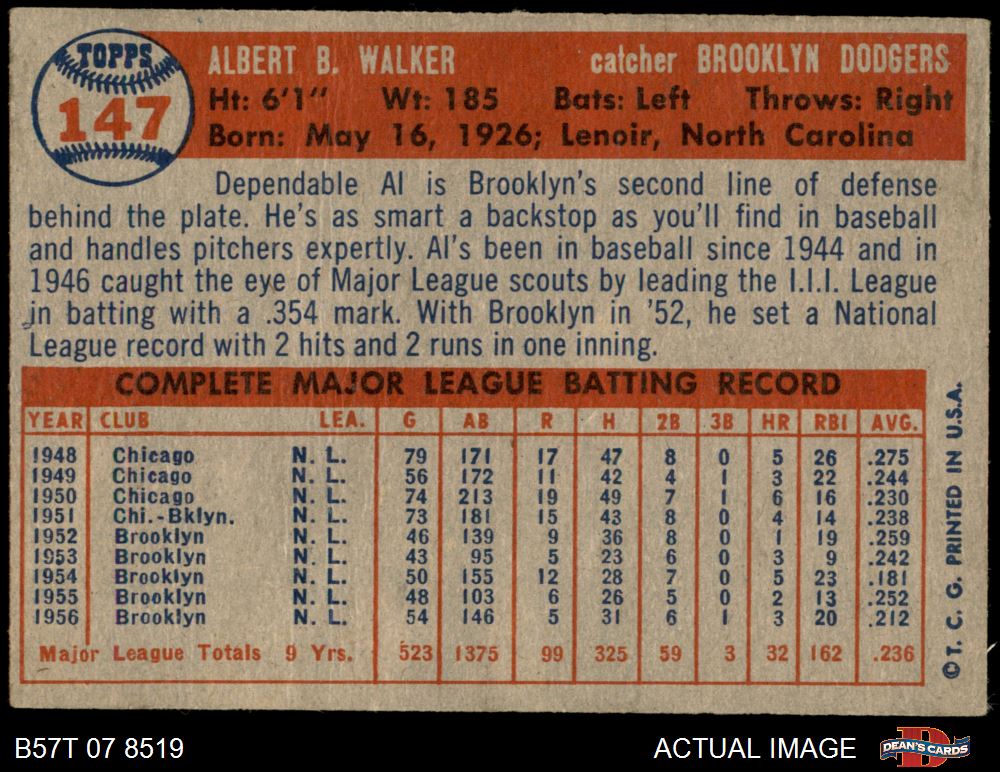 TOPPS
147
ALBERT B. WALKER catcher BROOKLYN DODGERS
Ht: 6'1" Wt: 185 Bats: Left Throws: Right
Born: May 16, 1926; Lenoir, North Carolina
Dependable Al is Brooklyn's second line of defense
behind the plate. He's as smart a backstop as you'll find in baseball
and handles pitchers expertly. Al's been in baseball since 1944 and in
1946 caught the eye of Major League scouts by leading the I.I.I. League
in batting with a .354 mark. With Brooklyn in '52, he set a National
League record with 2 hits and 2 runs in one inning.
COMPLETE MAJOR LEAGUE BATTING RECORD
YEAR CLUB LEA. G AB R H 2B 3B HR RBI AVG.
1948 Chicago N. L. 79 171 17 47 8 0 5 26 .275
1949 Chicago N. L. 56 172 11 42 4 1 3 22 .244
1950 Chicago N. L. 74 213 19 49 7 1 6 16 .230
1951 Chi.-Bklyn. N. L. 73 181 15 43 8 0 4 14 .238
1952 Brooklyn N. L. 46 139 9 36 8 0 1 19 .259
1953 Brooklyn N. L. 43 95 5 23 6 0 3 9 .242
1954 Brooklyn N. L. 50 155 12 28 7 0 5 23 .181
1955 Brooklyn N. L. 48 103 6 26 5 0 2 13 .252
1956 Brooklyn N. L. 54 146 5 31 6 1 3 20 .212
Major League Totals 9 Yrs. 523 1375 99 325 59 3 32 162 .236
©T. C. G. PRINTED IN U.S.A.
B57T 07 8519 ACTUAL IMAGE DEAN'S CARDS